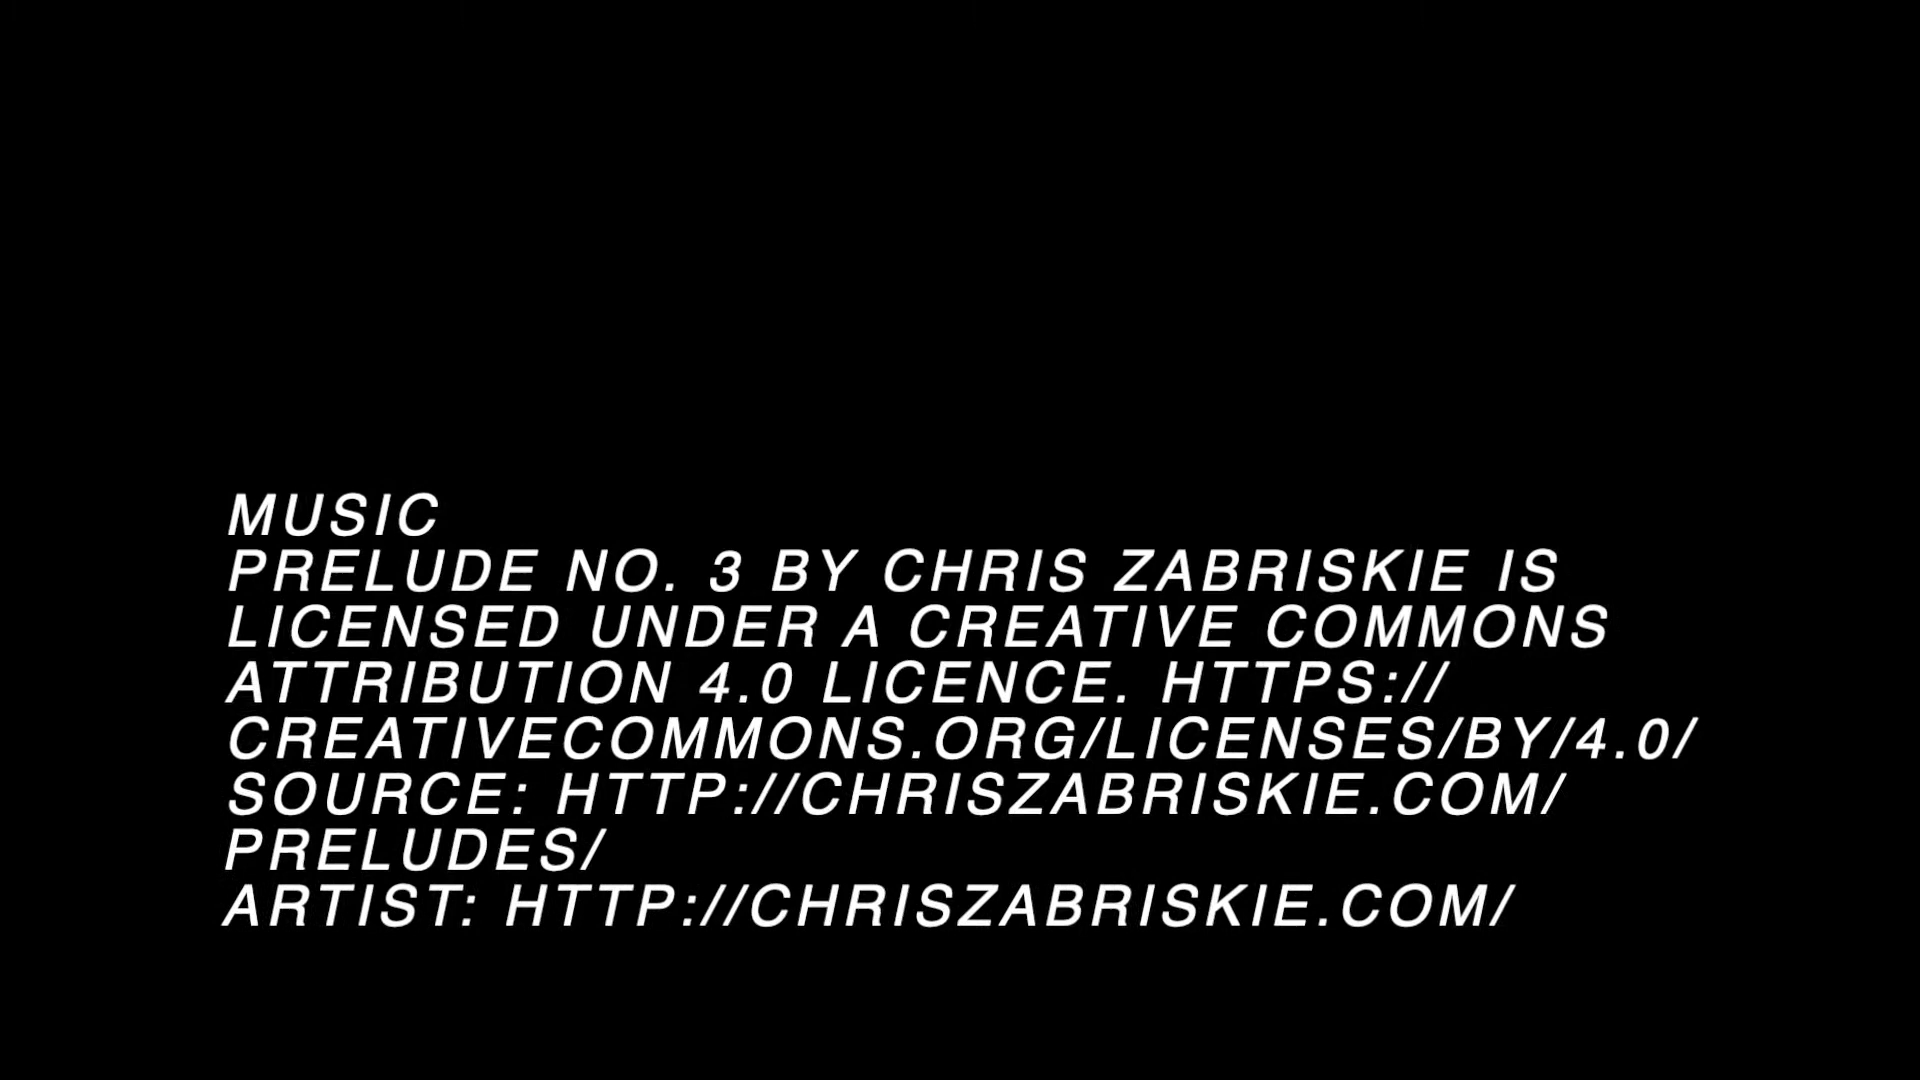 MUSIC
PRELUDE NO. 3 BY CHRIS ZABRISKIE IS
LICENSED UNDER A CREATIVE COMMONS
ATTRIBUTION 4.0 LICENCE. HTTPS://
CREATIVECOMMONS.ORG/LICENSES/BY/4.0/
SOURCE: HTTP://CHRISZABRISKIE.COM/
PRELUDES/
ARTIST: HTTP://CHRISZABRISKIE.COM/